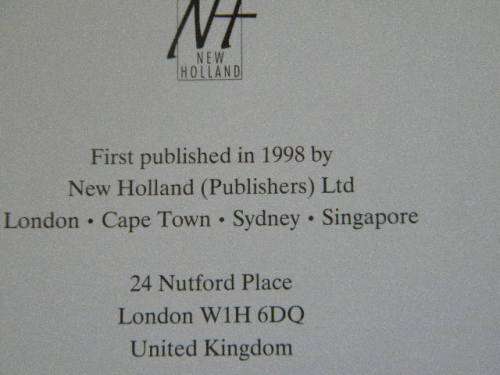 NH
NEW
HOLLAND
First published in 1998 by
New Holland (Publishers) Ltd
London • Cape Town • Sydney • Singapore
24 Nutford Place
London W1H 6DQ
United Kingdom